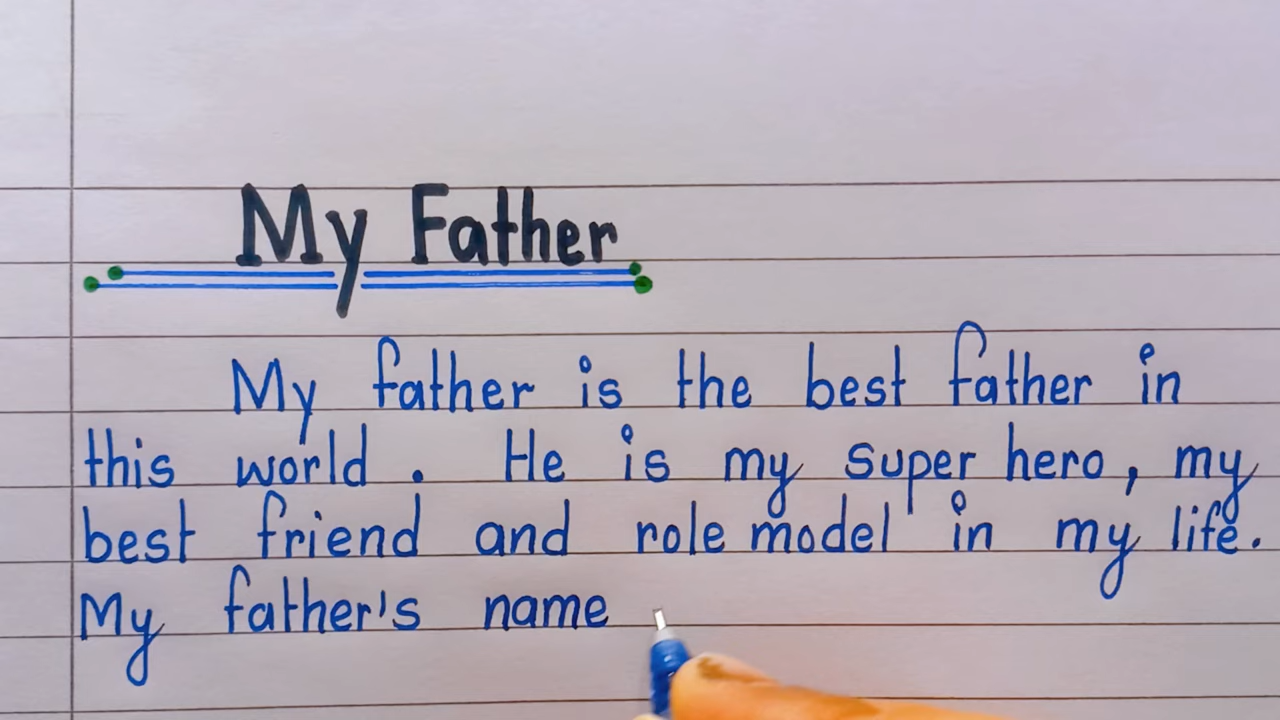 My Father
My father is the best father in
this world . He is my super hero, my
best friend and role model in my life.
My father's name